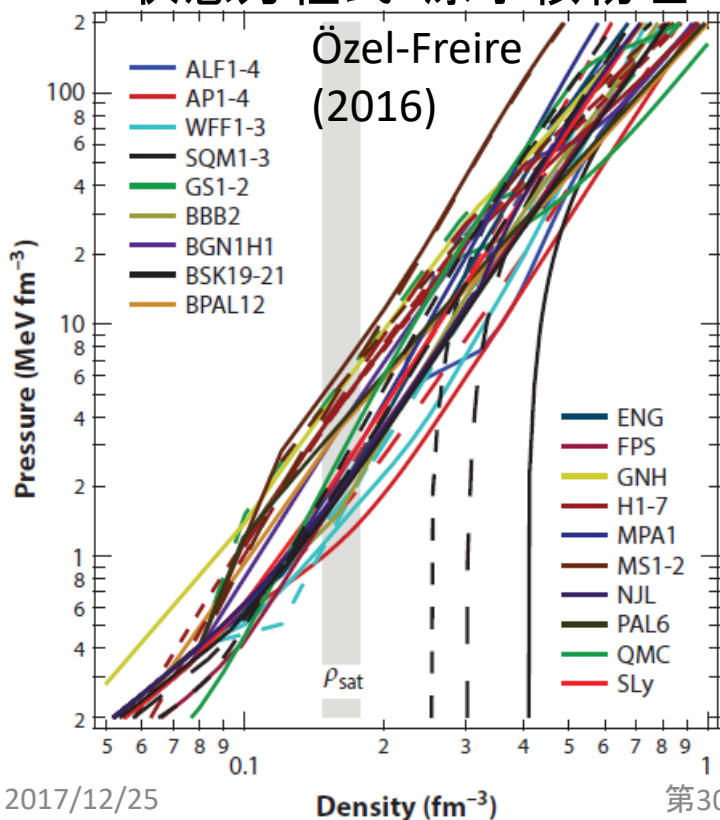 Özel-Freire
(2016)
ALF1-4
AP1-4
WFF1-3
SQM1-3
GS1-2
BBB2
BGN1H1
BSK19-21
BPAL12
ENG
FPS
GNH
H1-7
MPA1
MS1-2
NJL
PAL6
QMC
SLy
Pressure (MeV fm⁻³)
2
100
8
6
4
2
10
8
6
4
2
1
8
6
4
2
ρsat
5 6 7 8 9 2 3 4 5 6 7 8 9
0.1 1
Density (fm⁻³)
2017/12/25
第30